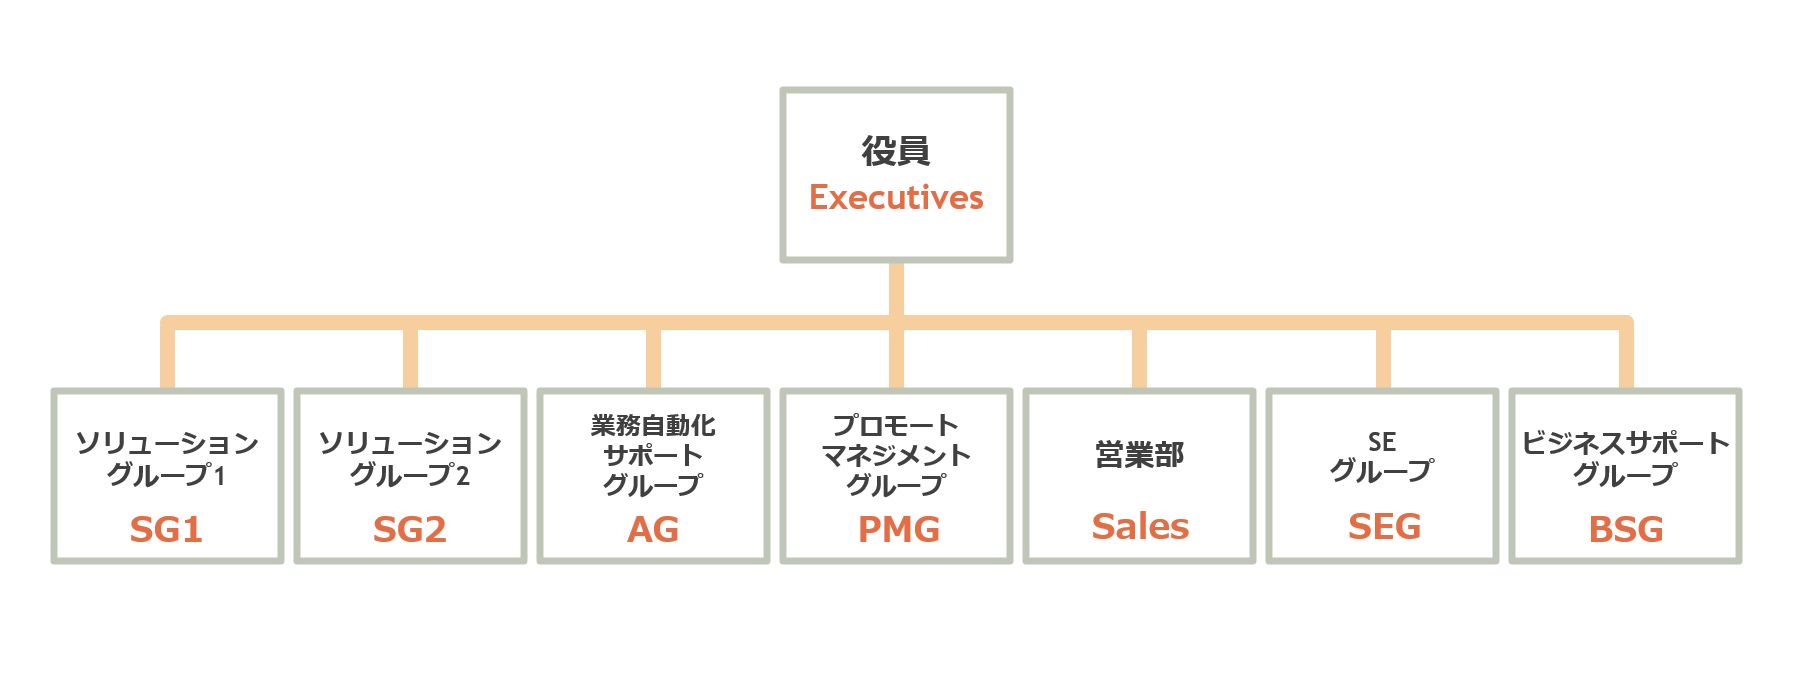 役員
Executives
ソリューション
グループ1
SG1
ソリューション
グループ2
SG2
業務自動化
サポート
グループ
AG
プロモート
マネジメント
グループ
PMG
営業部
Sales
SE
グループ
SEG
ビジネスサポート
グループ
BSG